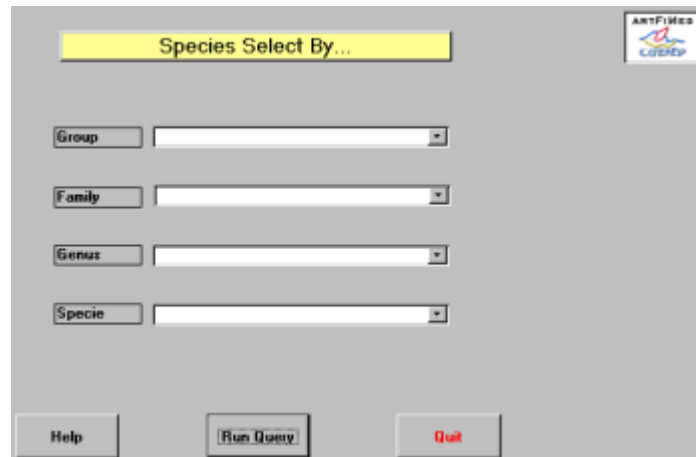 Species Select By...
ARTFIMED
Group
Family
Genus
Specie
Help
Run Query
Quit